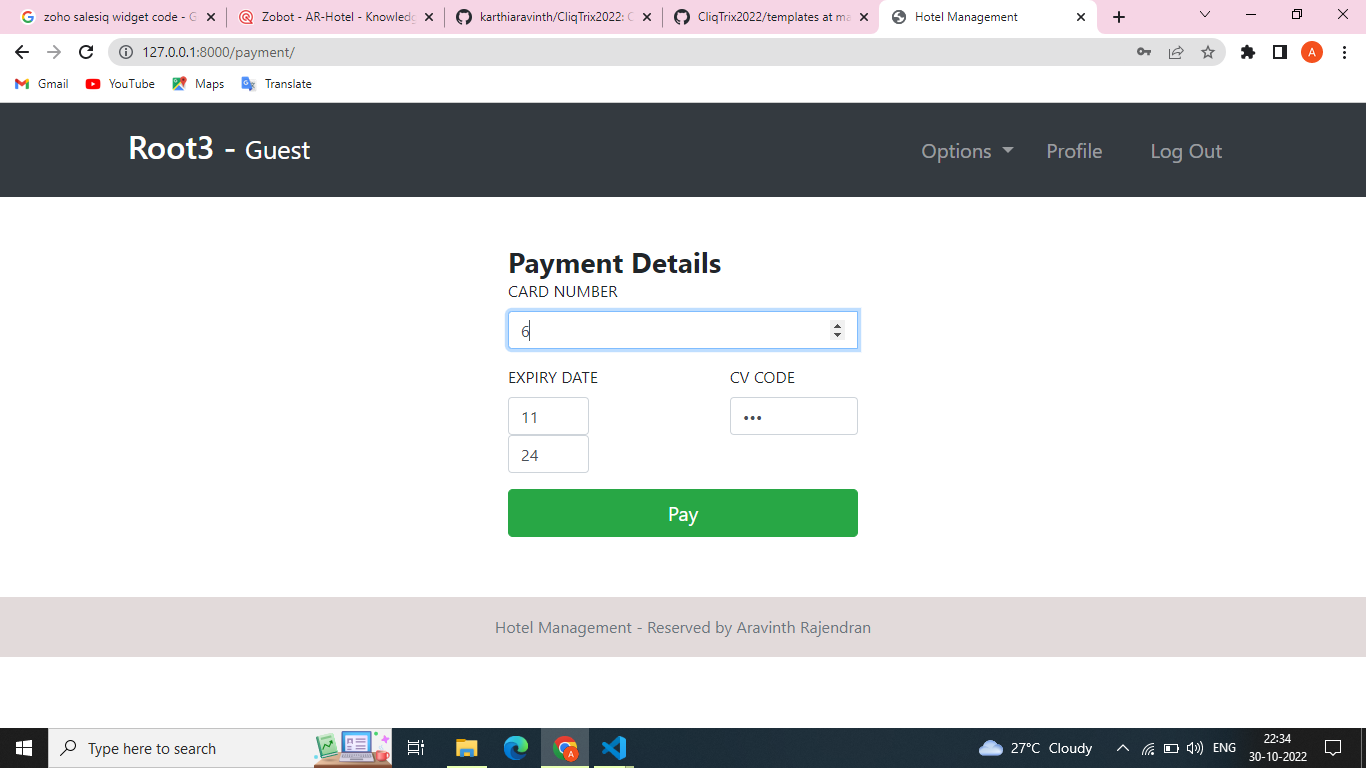 zoho salesiq widget code - G
Zobot - AR-Hotel - Knowledg
karthiaravinth/CliqTrix2022: C
CliqTrix2022/templates at ma
Hotel Management
127.0.0.1:8000/payment/
A
Gmail
YouTube
Maps
Translate
Root3 - Guest
Options
Profile
Log Out
Payment Details
CARD NUMBER
6
EXPIRY DATE
CV CODE
11
•••
24
Pay
Hotel Management - Reserved by Aravinth Rajendran
Type here to search
A
27°C Cloudy
ENG
22:34
30-10-2022